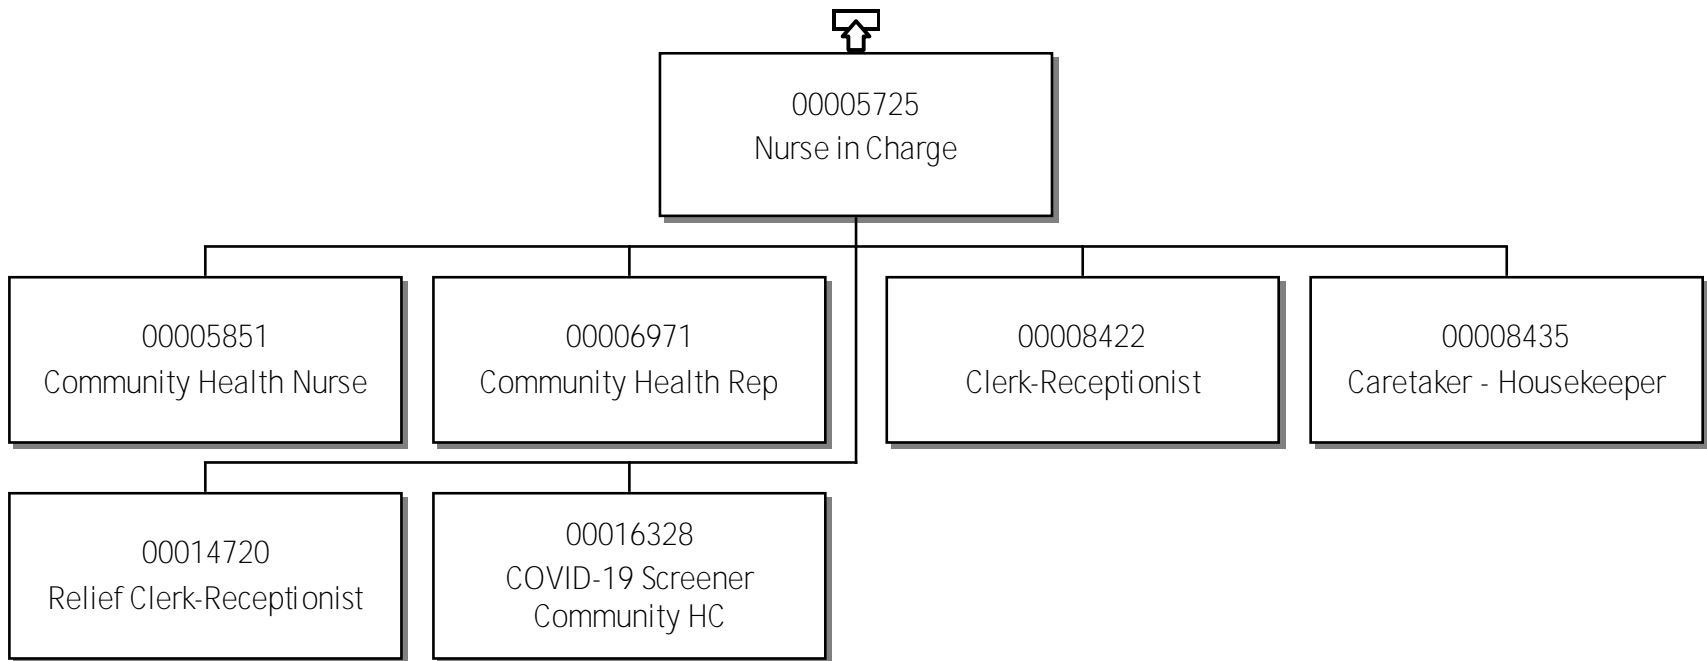 00005725
Nurse in Charge
00005851
Community Health Nurse
00006971
Community Health Rep
00008422
Clerk-Receptionist
00008435
Caretaker - Housekeeper
00014720
Relief Clerk-Receptionist
00016328
COVID-19 Screener
Community HC